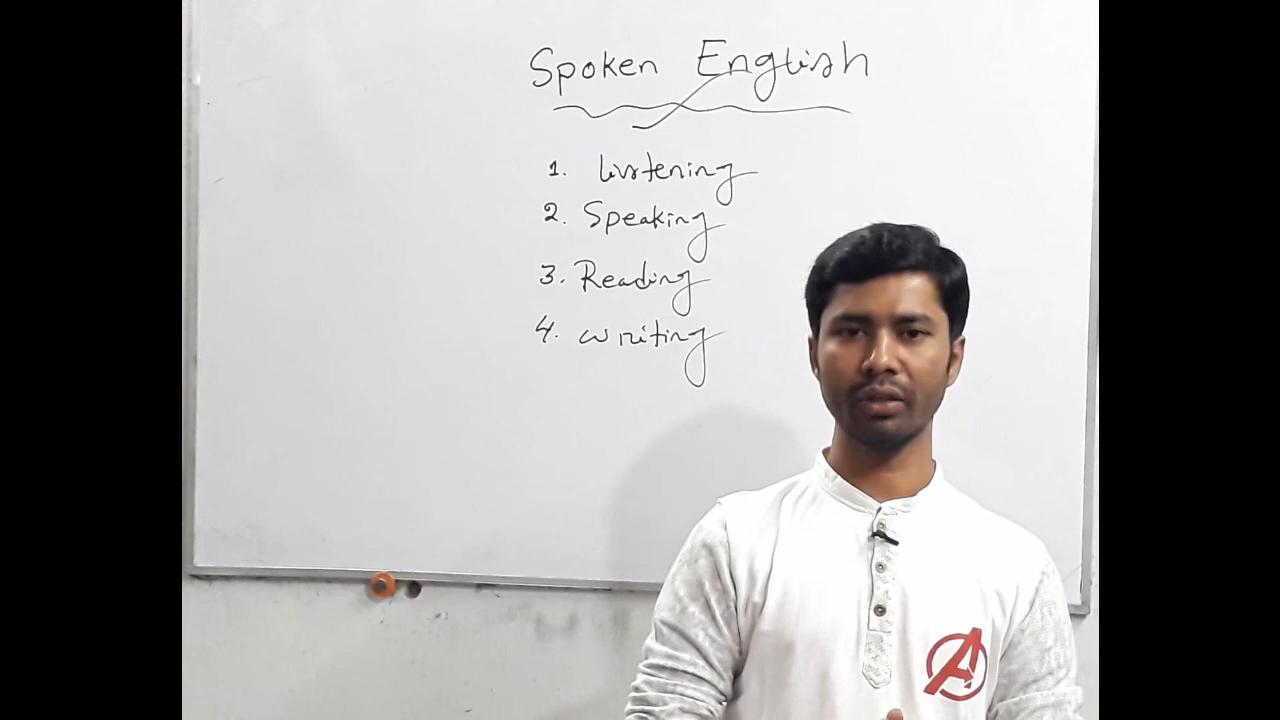 Spoken English
1. Listening
2. Speaking
3. Reading
4. writing